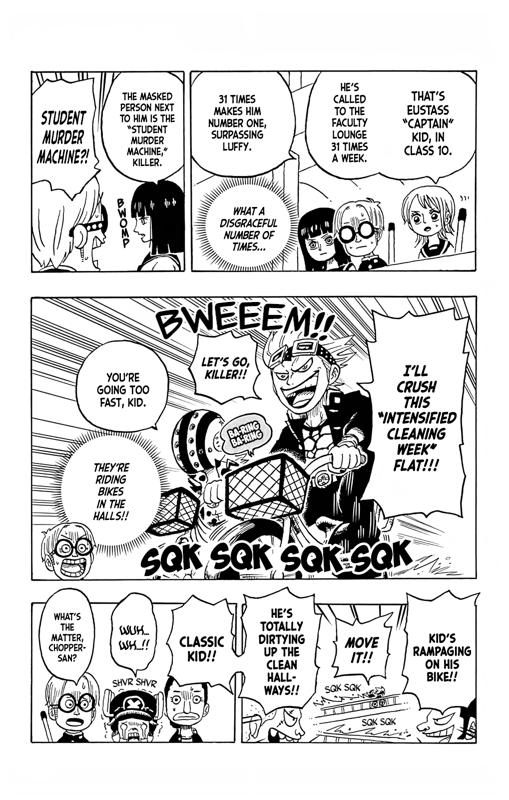 THAT'S
EUSTASS
"CAPTAIN"
KID, IN
CLASS 10.
HE'S
CALLED
TO THE
FACULTY
LOUNGE
31 TIMES
A WEEK.
31 TIMES
MAKES HIM
NUMBER ONE,
SURPASSING
LUFFY.
WHAT A
DISGRACEFUL
NUMBER OF
TIMES...
THE MASKED
PERSON NEXT
TO HIM IS THE
"STUDENT
MURDER
MACHINE,"
KILLER.
BWOMP
STUDENT
MURDER
MACHINE?!
BWEEEM!!
I'LL
CRUSH
THIS
"INTENSIFIED
CLEANING
WEEK"
FLAT!!!
LET'S GO,
KILLER!!
BA-RING
BA-RING
YOU'RE
GOING TOO
FAST, KID.
THEY'RE
RIDING
BIKES
IN THE
HALLS!!
SQK SQK SQK SQK
KID'S
RAMPAGING
ON HIS
BIKE!!
MOVE
IT!!
SQK SQK
SQK SQK
HE'S
TOTALLY
DIRTYING
UP THE
CLEAN
HALL-
WAYS!!
CLASSIC
KID!!
WUH...
WH..!!
SHVR SHVR
WHAT'S
THE
MATTER,
CHOPPER-
SAN?